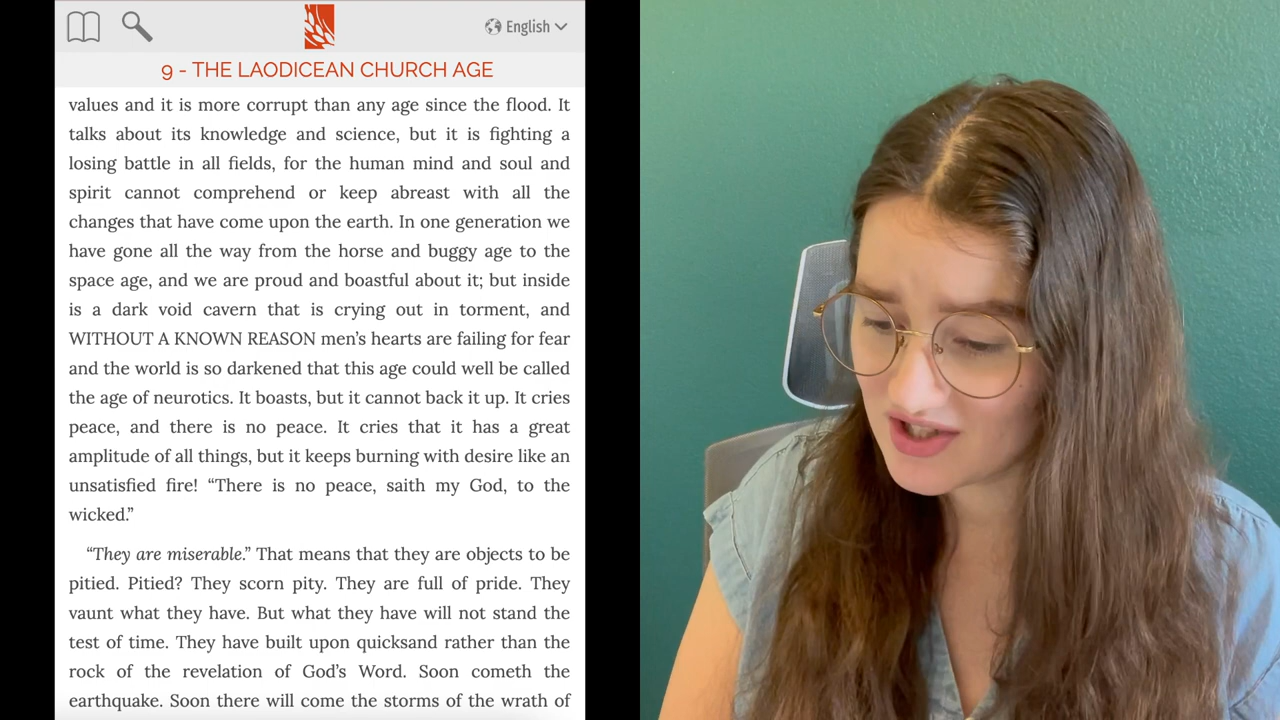 English
9 - THE LAODICEAN CHURCH AGE
values and it is more corrupt than any age since the flood. It
talks about its knowledge and science, but it is fighting a
losing battle in all fields, for the human mind and soul and
spirit cannot comprehend or keep abreast with all the
changes that have come upon the earth. In one generation we
have gone all the way from the horse and buggy age to the
space age, and we are proud and boastful about it; but inside
is a dark void cavern that is crying out in torment, and
WITHOUT A KNOWN REASON men’s hearts are failing for fear
and the world is so darkened that this age could well be called
the age of neurotics. It boasts, but it cannot back it up. It cries
peace, and there is no peace. It cries that it has a great
amplitude of all things, but it keeps burning with desire like an
unsatisfied fire! “There is no peace, saith my God, to the
wicked.”
“They are miserable.” That means that they are objects to be
pitied. Pitied? They scorn pity. They are full of pride. They
vaunt what they have. But what they have will not stand the
test of time. They have built upon quicksand rather than the
rock of the revelation of God’s Word. Soon cometh the
earthquake. Soon there will come the storms of the wrath of